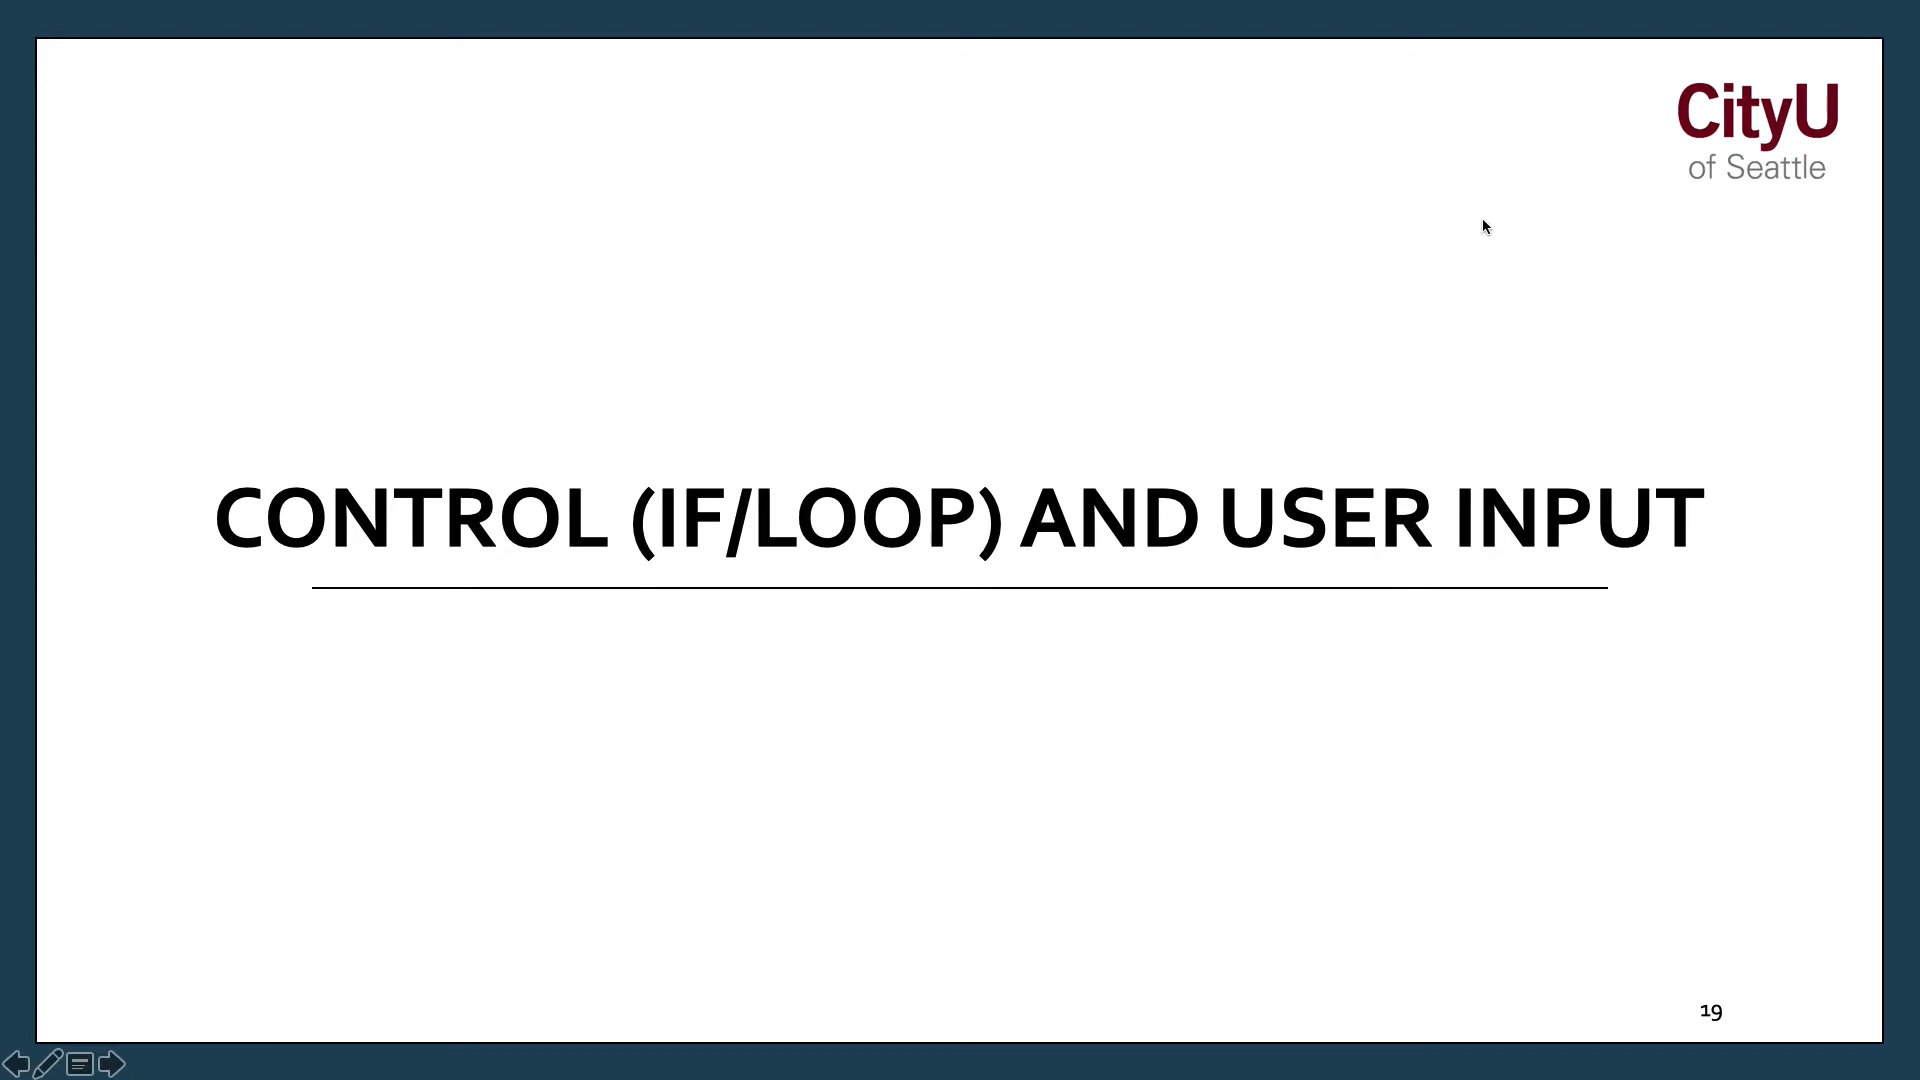 CityU
of Seattle
CONTROL (IF/LOOP) AND USER INPUT
19